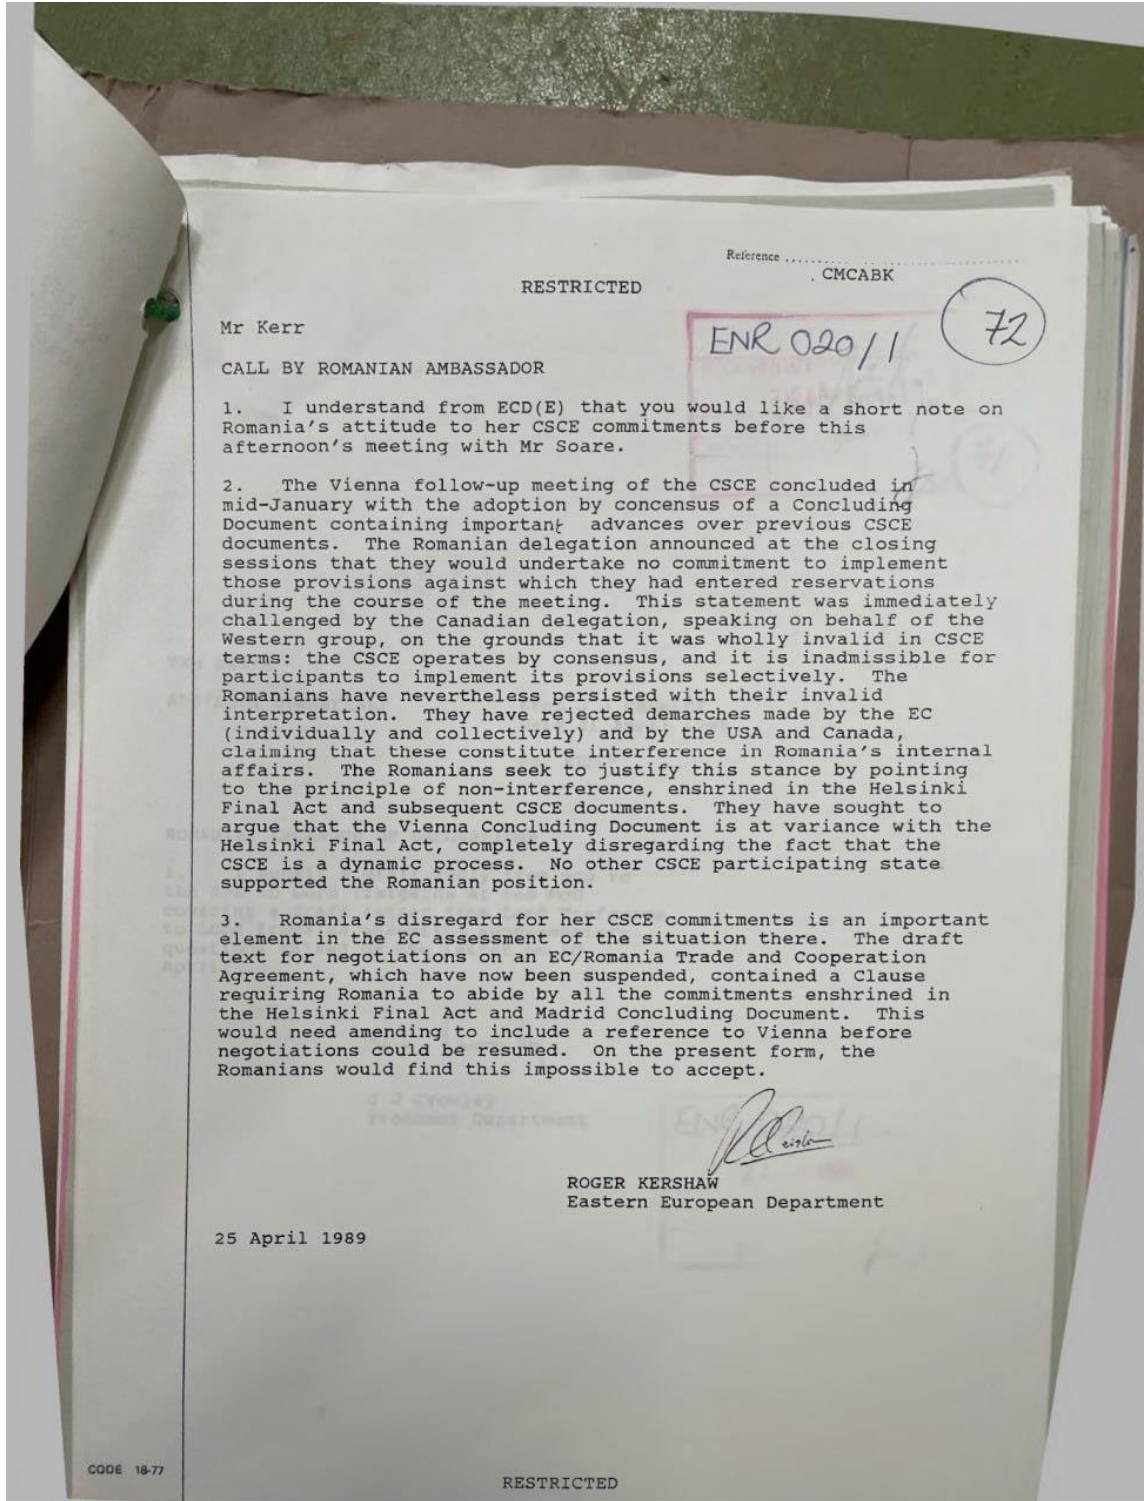 Reference ......................
CMCABK
RESTRICTED
72
ENR 020/1
Mr Kerr
CALL BY ROMANIAN AMBASSADOR
1. I understand from ECD(E) that you would like a short note on
Romania's attitude to her CSCE commitments before this
afternoon's meeting with Mr Soare.
2. The Vienna follow-up meeting of the CSCE concluded in
mid-January with the adoption by consensus of a Concluding
Document containing important advances over previous CSCE
documents. The Romanian delegation announced at the closing
sessions that they would undertake no commitment to implement
those provisions against which they had entered reservations
during the course of the meeting. This statement was immediately
challenged by the Canadian delegation, speaking on behalf of the
Western group, on the grounds that it was wholly invalid in CSCE
terms: the CSCE operates by consensus, and it is inadmissible for
participants to implement its provisions selectively. The
Romanians have nevertheless persisted with their invalid
interpretation. They have rejected demarches made by the EC
(individually and collectively) and by the USA and Canada,
claiming that these constitute interference in Romania's internal
affairs. The Romanians seek to justify this stance by pointing
to the principle of non-interference, enshrined in the Helsinki
Final Act and subsequent CSCE documents. They have sought to
argue that the Vienna Concluding Document is at variance with the
Helsinki Final Act, completely disregarding the fact that the
CSCE is a dynamic process. No other CSCE participating state
supported the Romanian position.
3. Romania's disregard for her CSCE commitments is an important
element in the EC assessment of the situation there. The draft
text for negotiations on an EC/Romania Trade and Cooperation
Agreement, which have now been suspended, contained a Clause
requiring Romania to abide by all the commitments enshrined in
the Helsinki Final Act and Madrid Concluding Document. This
would need amending to include a reference to Vienna before
negotiations could be resumed. On the present form, the
Romanians would find this impossible to accept.
J J Crowley
Protocol Department
ROGER KERSHAW
Eastern European Department
25 April 1989
CODE 18-77
RESTRICTED